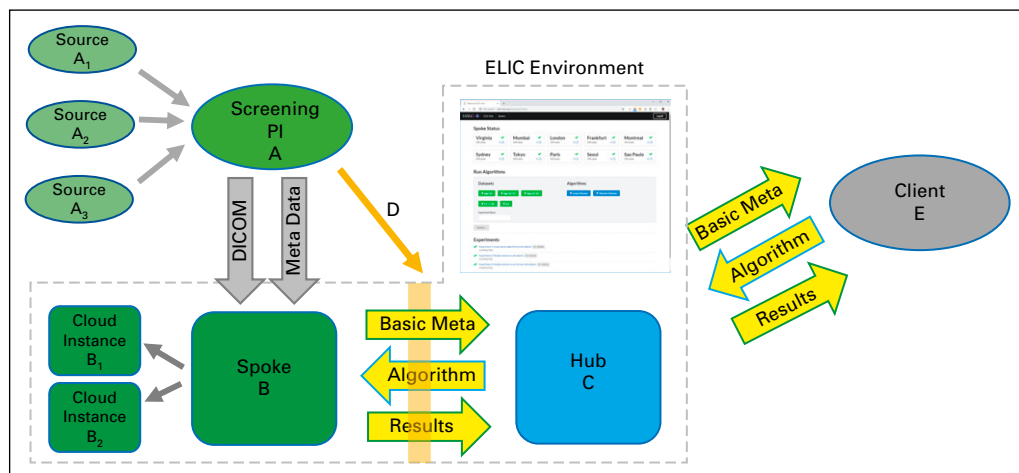 Source
A1
Source
A2
Source
A3
Screening
PI
A
DICOM
Meta Data
D
ELIC Environment
Spoke Status
Virginia Mumbai London Frankfurt Montreal
Sydney Tokyo Paris Seoul Sao Paulo
Run Algorithms
Datasets
Algorithms
Experiments
Basic Meta
Algorithm
Results
Client
E
Cloud
Instance
B1
Cloud
Instance
B2
Spoke
B
Basic Meta
Algorithm
Results
Hub
C